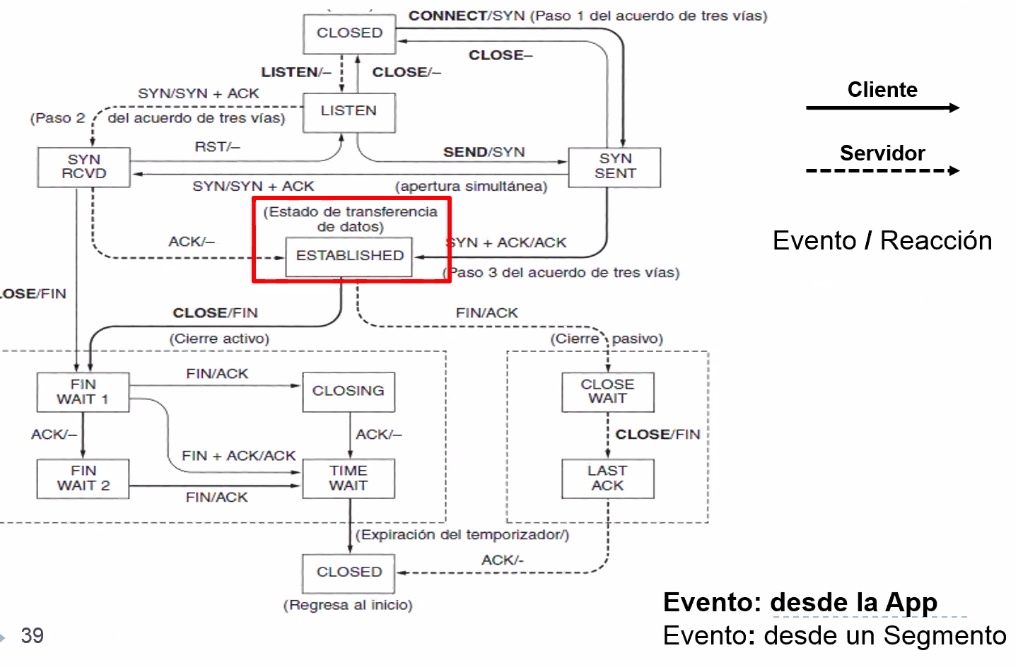 CONNECT/SYN (Paso 1 del acuerdo de tres vías)
CLOSED
CLOSE–
LISTEN/–
CLOSE/–
SYN/SYN + ACK
LISTEN
(Paso 2 del acuerdo de tres vías)
RST/–
SEND/SYN
SYN
RCVD
SYN
SENT
SYN/SYN + ACK
(apertura simultánea)
Cliente
Servidor
Evento / Reacción
(Estado de transferencia
de datos)
ACK/–
ESTABLISHED
SYN + ACK/ACK
(Paso 3 del acuerdo de tres vías)
LOSE/FIN
CLOSE/FIN
FIN/ACK
(Cierre activo)
(Cierre pasivo)
FIN
WAIT 1
FIN/ACK
CLOSING
CLOSE
WAIT
ACK/–
ACK/–
CLOSE/FIN
FIN + ACK/ACK
FIN
WAIT 2
FIN/ACK
TIME
WAIT
LAST
ACK
(Expiración del temporizador/)
CLOSED
ACK/-
(Regresa al inicio)
Evento: desde la App
Evento: desde un Segmento
39